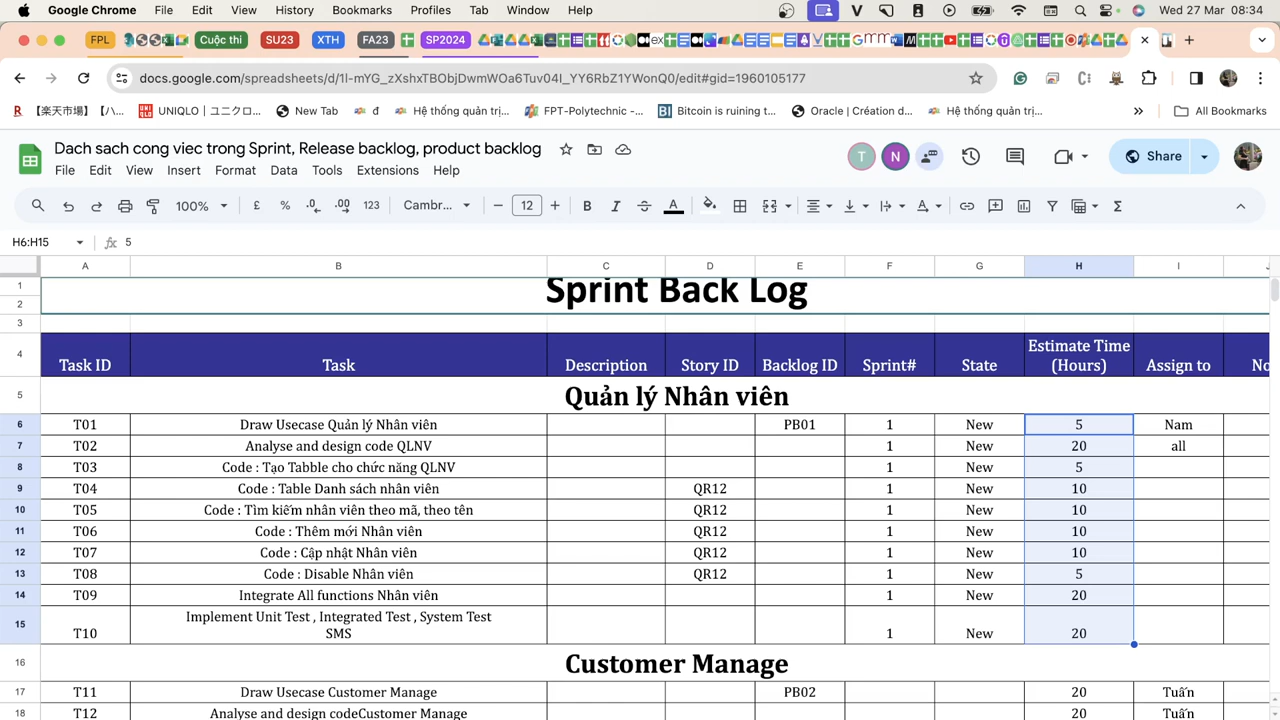 Google Chrome File Edit View History Bookmarks Profiles Tab Window Help Wed 27 Mar 08:34
FPL Cuộc thi SU23 XTH FA23 SP2024
docs.google.com/spreadsheets/d/1l-mYG_zXshxTBObjDwmWOa6Tuv04I_YY6RbZ1YWonQ0/edit#gid=1960105177
【楽天市場】【ハ... UNIQLO｜ユニクロ... New Tab đ Hệ thống quản trị... FPT-Polytechnic -... Bitcoin is ruining t... Oracle | Création d... Hệ thống quản trị... » All Bookmarks
Dach sach cong viec trong Sprint, Release backlog, product backlog
T N Share
File Edit View Insert Format Data Tools Extensions Help
100% £ % .0 .00 123 Cambr... 12 B I A
H6:H15 fx 5
A B C D E F G H I J
1 Sprint Back Log
2
3
4 Task ID Task Description Story ID Backlog ID Sprint# State Estimate Time (Hours) Assign to No
5 Quản lý Nhân viên
6 T01 Draw Usecase Quản lý Nhân viên PB01 1 New 5 Nam
7 T02 Analyse and design code QLNV 1 New 20 all
8 T03 Code : Tạo Tabble cho chức năng QLNV 1 New 5
9 T04 Code : Table Danh sách nhân viên QR12 1 New 10
10 T05 Code : Tìm kiếm nhân viên theo mã, theo tên QR12 1 New 10
11 T06 Code : Thêm mới Nhân viên QR12 1 New 10
12 T07 Code : Cập nhật Nhân viên QR12 1 New 10
13 T08 Code : Disable Nhân viên QR12 1 New 5
14 T09 Integrate All functions Nhân viên 1 New 20
15 T10 Implement Unit Test , Integrated Test , System Test SMS 1 New 20
16 Customer Manage
17 T11 Draw Usecase Customer Manage PB02 20 Tuấn
18 T12 Analyse and design codeCustomer Manage 20 Tuấn